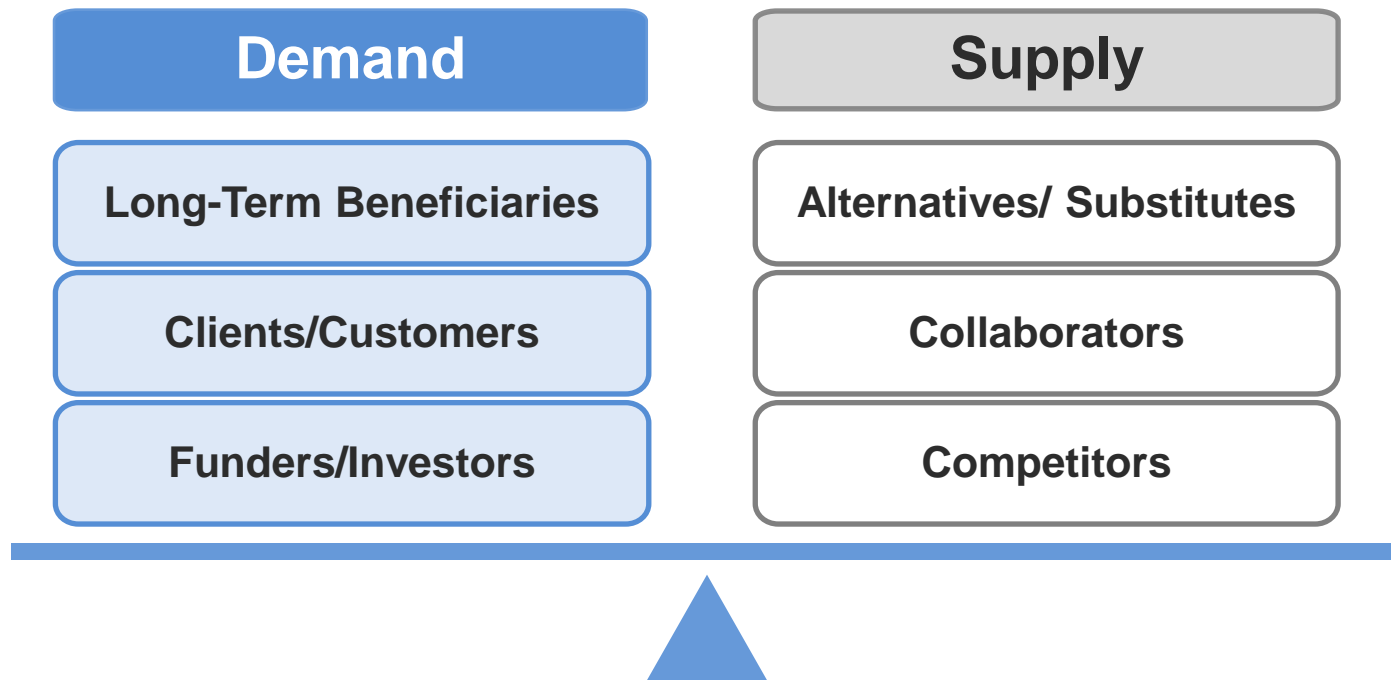 Demand
Long-Term Beneficiaries
Clients/Customers
Funders/Investors
Supply
Alternatives/ Substitutes
Collaborators
Competitors